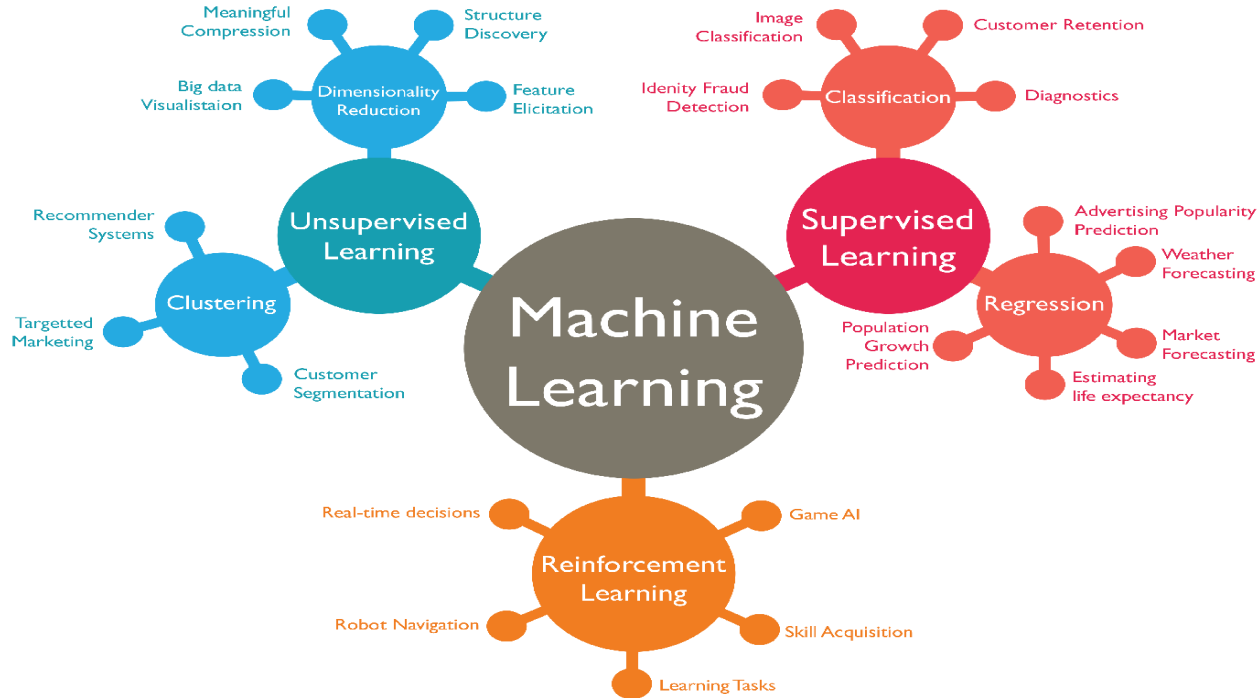 Meaningful
Compression
Structure
Discovery
Big data
Visualistaion
Dimensionality
Reduction
Feature
Elicitation
Image
Classification
Customer Retention
Idenity Fraud
Detection
Classification
Diagnostics
Recommender
Systems
Unsupervised
Learning
Clustering
Targetted
Marketing
Customer
Segmentation
Machine
Learning
Supervised
Learning
Advertising Popularity
Prediction
Weather
Forecasting
Regression
Population
Growth
Prediction
Market
Forecasting
Estimating
life expectancy
Real-time decisions
Game AI
Reinforcement
Learning
Robot Navigation
Skill Acquisition
Learning Tasks